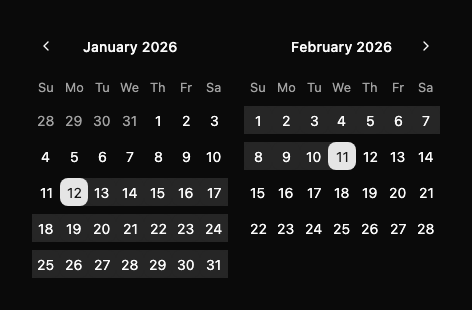 January 2026
Su Mo Tu We Th Fr Sa
28 29 30 31 1 2 3
4 5 6 7 8 9 10
11 12 13 14 15 16 17
18 19 20 21 22 23 24
25 26 27 28 29 30 31
February 2026
Su Mo Tu We Th Fr Sa
1 2 3 4 5 6 7
8 9 10 11 12 13 14
15 16 17 18 19 20 21
22 23 24 25 26 27 28